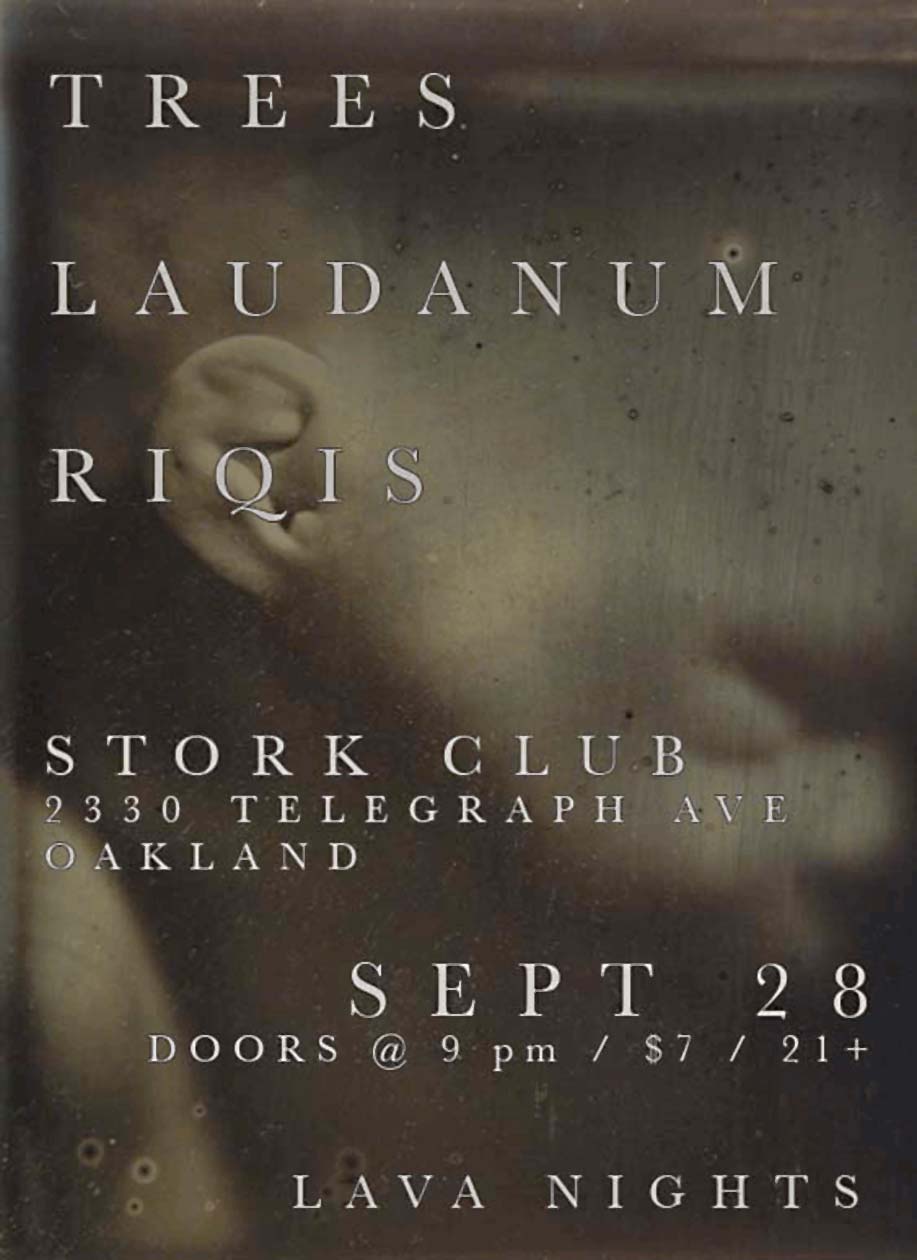 TREES
LAUDANUM
RIQIS
STORK CLUB
2330 TELEGRAPH AVE
OAKLAND
SEPT 28
DOORS @ 9 pm / $7 / 21+
LAVA NIGHTS